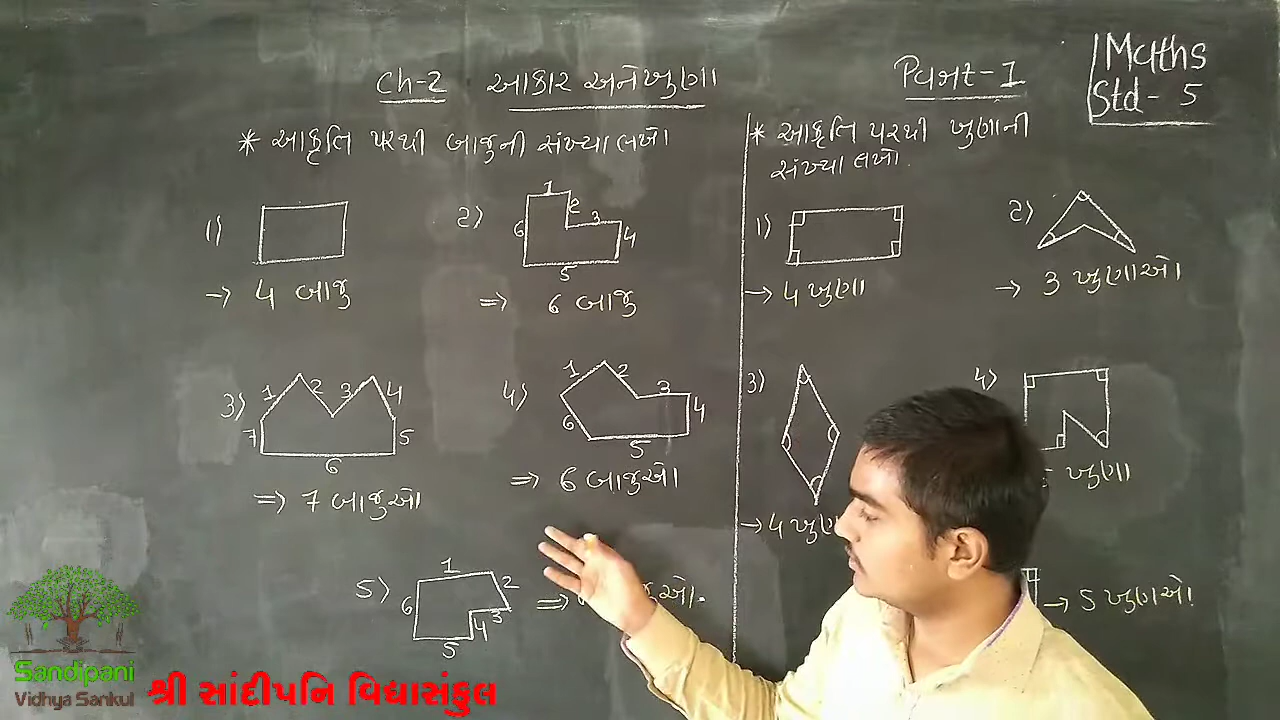 Ch-2 આકાર અને ખુણા
Part-1
Maths
Std - 5
* આકૃતિ પરથી બાજુની સંખ્યા લખો
1)
→ 4 બાજુ
2)
1
2
3
4
5
6
⇒ 6 બાજુ
3)
1
2
3
4
5
6
7
⇒ 7 બાજુઓ
4)
1
2
3
4
5
6
⇒ 6 બાજુઓ
5)
1
2
3
4
5
6
⇒
* આકૃતિ પરથી ખુણાની
સંખ્યા લખો.
1)
→ 4 ખુણા
2)
→ 3 ખુણાઓ
3)
→ 4
4)
ખુણા
→ 5 ખુણાઓ
Sandipani
Vidhya Sankul
શ્રી સાંદીપનિ વિદ્યાસંકુલ